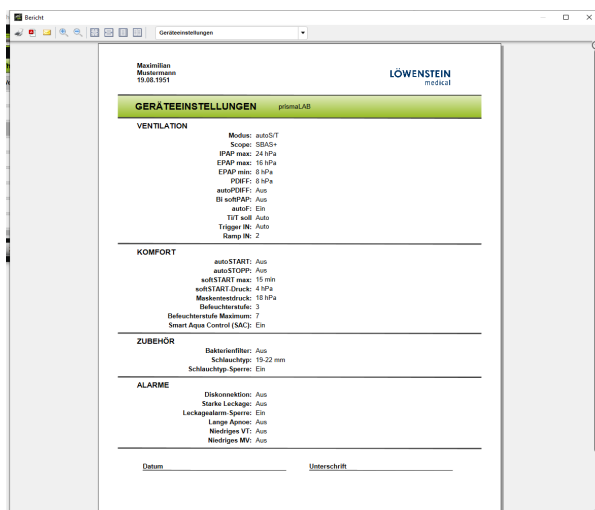 Bericht
Geräteeinstellungen
Maximilian
Mustermann
19.08.1951
LÖWENSTEIN
medical
GERÄTEEINSTELLUNGEN prismaLAB
VENTILATION
Modus: autoS/T
Scope: SBAS+
IPAP max: 24 hPa
EPAP max: 16 hPa
EPAP min: 8 hPa
PDIFF: 8 hPa
autoPDIFF: Aus
Bi softPAP: Aus
autoF: Ein
Ti/T soll Auto
Trigger IN: Auto
Ramp IN: 2
KOMFORT
autoSTART: Aus
autoSTOPP: Aus
softSTART max: 15 min
softSTART-Druck: 4 hPa
Maskentestdruck: 18 hPa
Befeuchterstufe: 3
Befeuchterstufe Maximum: 7
Smart Aqua Control (SAC): Ein
ZUBEHÖR
Bakterienfilter: Aus
Schlauchtyp: 19-22 mm
Schlauchtyp-Sperre: Ein
ALARME
Diskonnektion: Aus
Starke Leckage: Aus
Leckagealarm-Sperre: Ein
Lange Apnoe: Aus
Niedriges VT: Aus
Niedriges MV: Aus
Datum Unterschrift